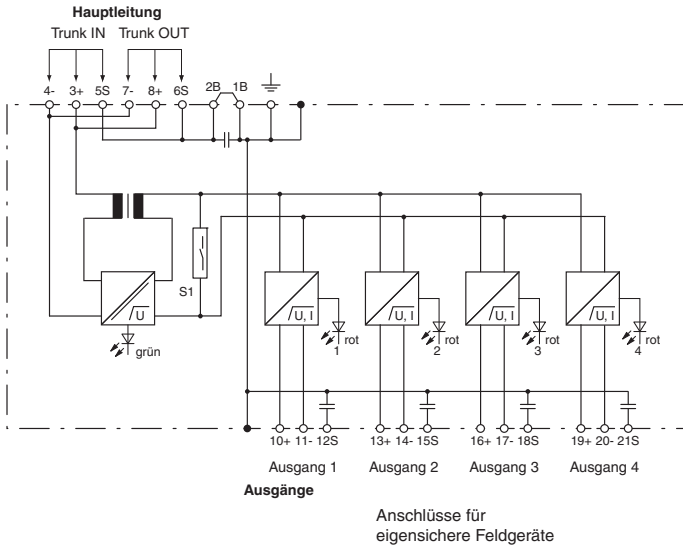 Hauptleitung
Trunk IN Trunk OUT
4- 3+ 5S 7- 8+ 6S 2B 1B
S1
U
U, I U, I U, I U, I
grün
rot rot rot rot
1 2 3 4
10+ 11- 12S 13+ 14- 15S 16+ 17- 18S 19+ 20- 21S
Ausgang 1 Ausgang 2 Ausgang 3 Ausgang 4
Ausgänge
Anschlüsse für
eigensichere Feldgeräte